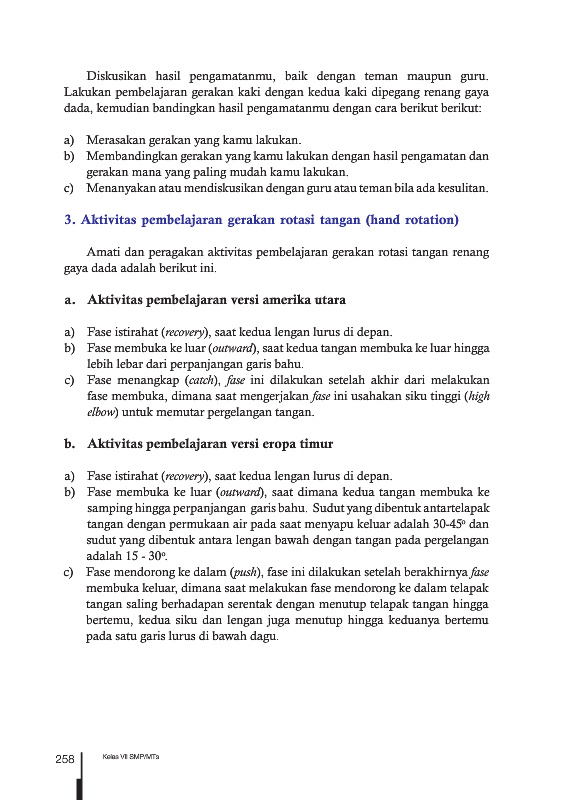 Diskusikan hasil pengamatanmu, baik dengan teman maupun guru.
Lakukan pembelajaran gerakan kaki dengan kedua kaki dipegang renang gaya
dada, kemudian bandingkan hasil pengamatanmu dengan cara berikut berikut:
a) Merasakan gerakan yang kamu lakukan.
b) Membandingkan gerakan yang kamu lakukan dengan hasil pengamatan dan
gerakan mana yang paling mudah kamu lakukan.
c) Menanyakan atau mendiskusikan dengan guru atau teman bila ada kesulitan.
3. Aktivitas pembelajaran gerakan rotasi tangan (hand rotation)
Amati dan peragakan aktivitas pembelajaran gerakan rotasi tangan renang
gaya dada adalah berikut ini.
a. Aktivitas pembelajaran versi amerika utara
a) Fase istirahat (recovery), saat kedua lengan lurus di depan.
b) Fase membuka ke luar (outward), saat kedua tangan membuka ke luar hingga
lebih lebar dari perpanjangan garis bahu.
c) Fase menangkap (catch), fase ini dilakukan setelah akhir dari melakukan
fase membuka, dimana saat mengerjakan fase ini usahakan siku tinggi (high
elbow) untuk memutar pergelangan tangan.
b. Aktivitas pembelajaran versi eropa timur
a) Fase istirahat (recovery), saat kedua lengan lurus di depan.
b) Fase membuka ke luar (outward), saat dimana kedua tangan membuka ke
samping hingga perpanjangan garis bahu. Sudut yang dibentuk antartelapak
tangan dengan permukaan air pada saat menyapu keluar adalah 30-45º dan
sudut yang dibentuk antara lengan bawah dengan tangan pada pergelangan
adalah 15 - 30º.
c) Fase mendorong ke dalam (push), fase ini dilakukan setelah berakhirnya fase
membuka keluar, dimana saat melakukan fase mendorong ke dalam telapak
tangan saling berhadapan serentak dengan menutup telapak tangan hingga
bertemu, kedua siku dan lengan juga menutup hingga keduanya bertemu
pada satu garis lurus di bawah dagu.
258 Kelas VII SMP/MTs